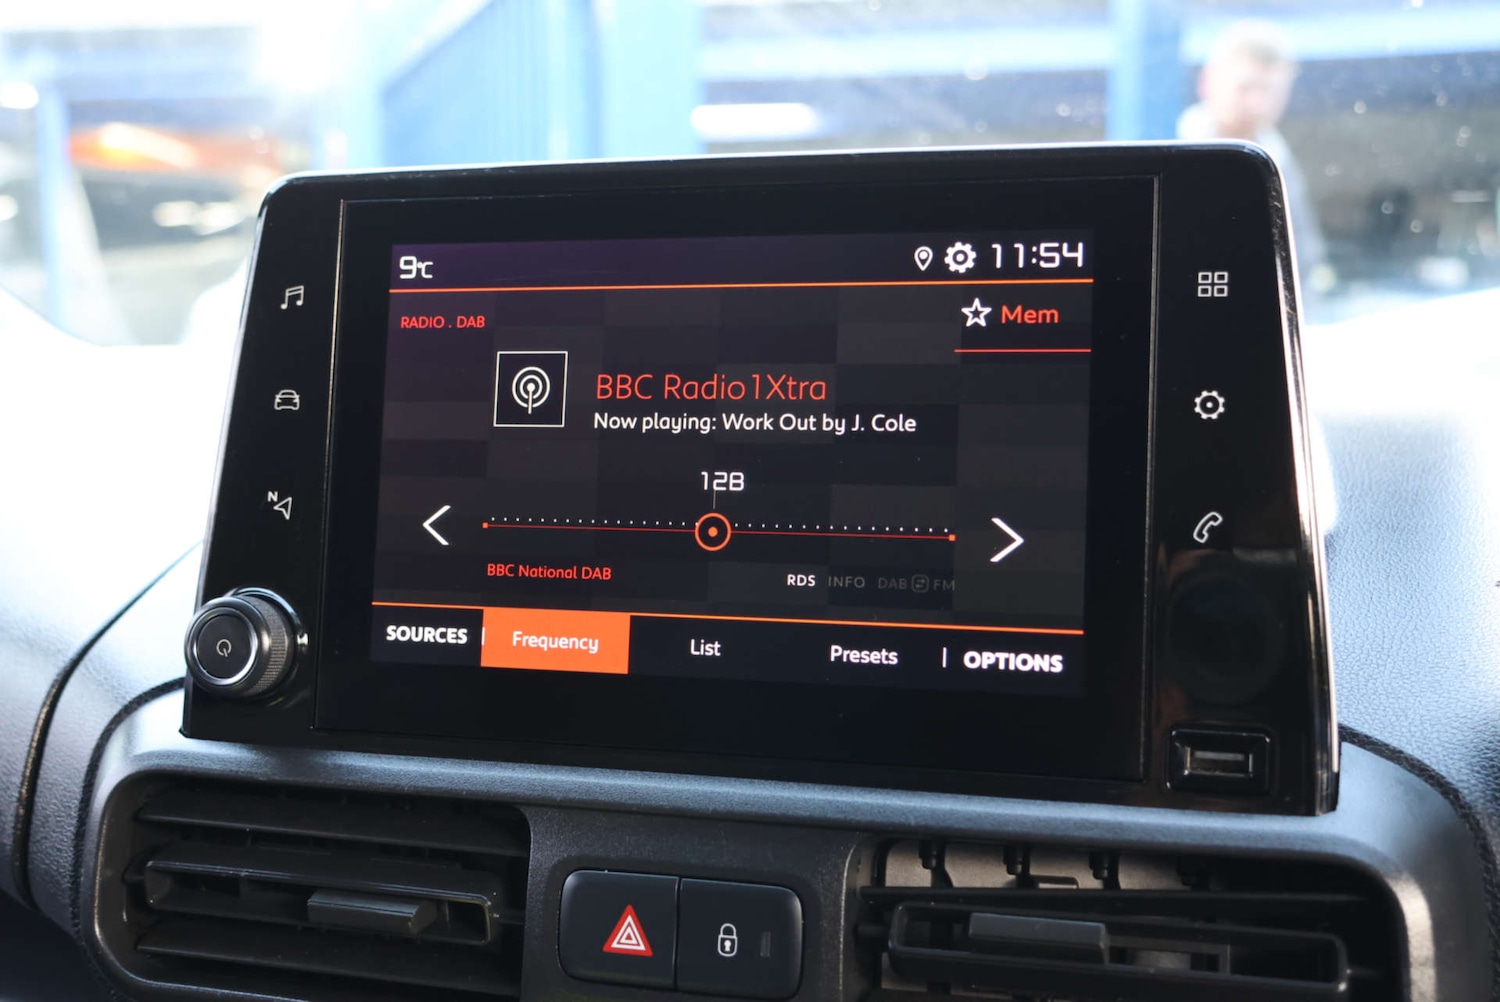 9°C
11:54
RADIO . DAB
Mem
BBC Radio 1Xtra
Now playing: Work Out by J. Cole
128
BBC National DAB
RDS INFO DAB FM
SOURCES | Frequency List Presets | OPTIONS
N